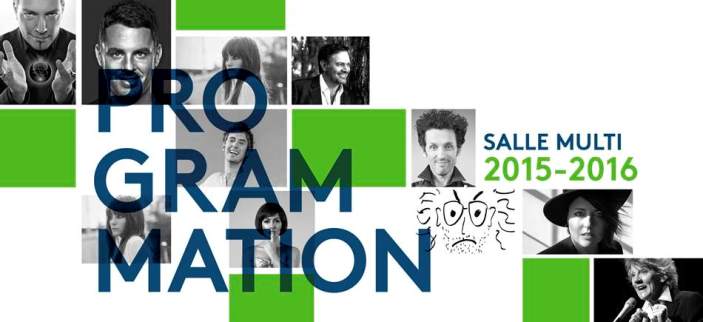 PRO
GRAM
MATION
SALLE MULTI
2015-2016